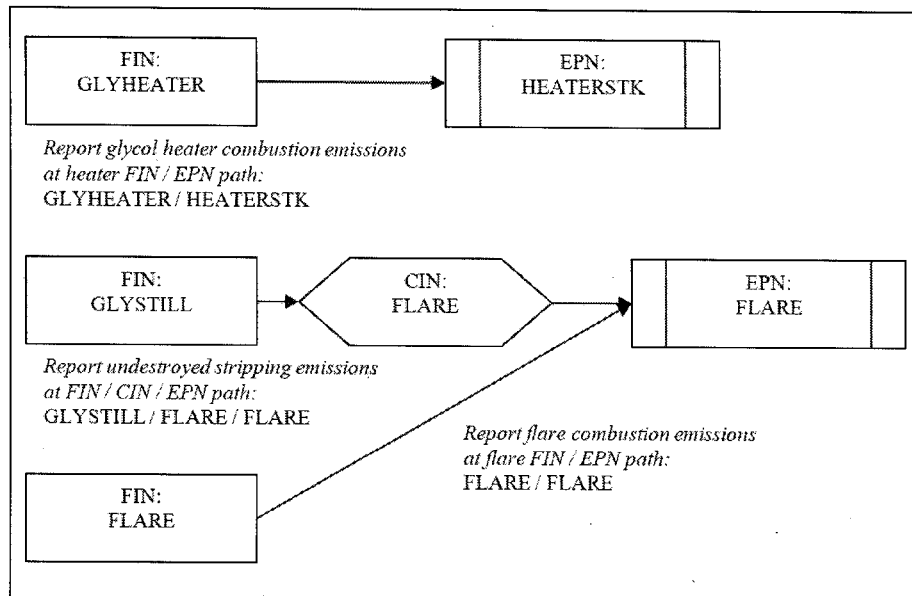 FIN:
GLYHEATER
EPN:
HEATERSTK
Report glycol heater combustion emissions
at heater FIN / EPN path:
GLYHEATER / HEATERSTK
FIN:
GLYSTILL
CIN:
FLARE
EPN:
FLARE
Report undestroyed stripping emissions
at FIN / CIN / EPN path:
GLYSTILL / FLARE / FLARE
Report flare combustion emissions
at flare FIN / EPN path:
FLARE / FLARE
FIN:
FLARE